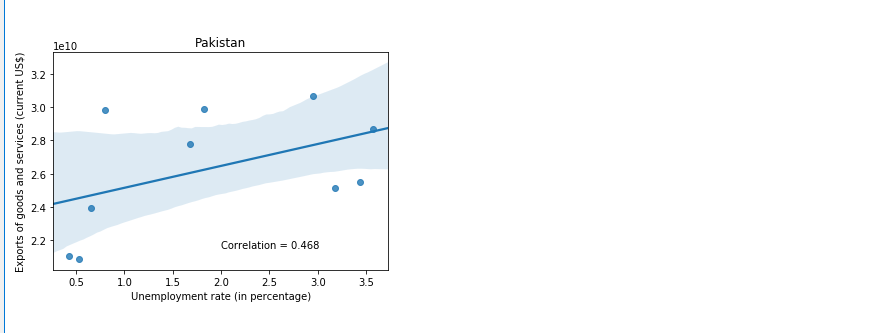 Pakistan
1e10
Exports of goods and services (current US$)
3.2
3.0
2.8
2.6
2.4
2.2
Correlation = 0.468
0.5 1.0 1.5 2.0 2.5 3.0 3.5
Unemployment rate (in percentage)